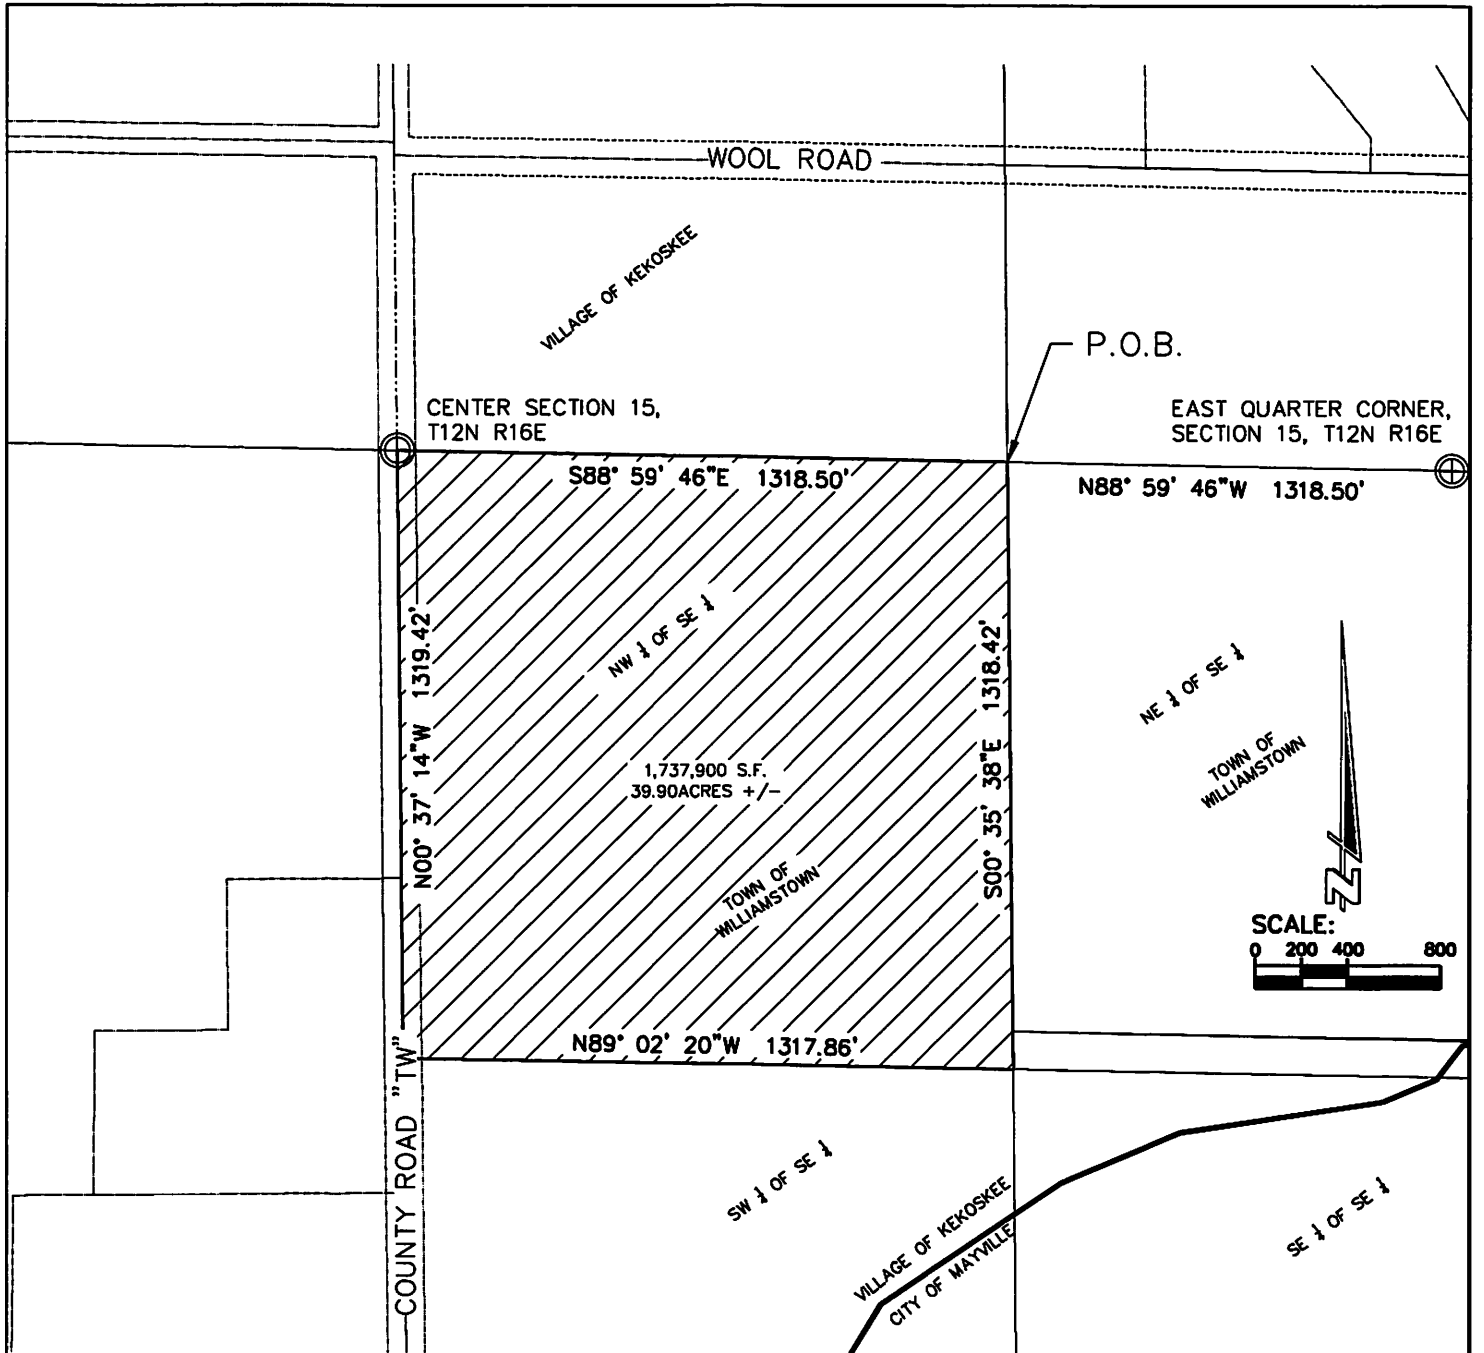 WOOL ROAD
VILLAGE OF KEKOSKEE
P.O.B.
CENTER SECTION 15,
T12N R16E
EAST QUARTER CORNER,
SECTION 15, T12N R16E
S88° 59' 46"E 1318.50'
N88° 59' 46"W 1318.50'
N00° 37' 14"W 1319.42'
NW ¼ OF SE ¼
S00° 35' 38"E 1318.42'
NE ¼ OF SE ¼
TOWN OF
WILLIAMSTOWN
1,737,900 S.F.
39.90ACRES +/-
TOWN OF
WILLIAMSTOWN
N
SCALE:
0 200 400 800
N89° 02' 20"W 1317.86'
COUNTY ROAD "TW"
SW ¼ OF SE ¼
VILLAGE OF KEKOSKEE
CITY OF MAYVILLE
SE ¼ OF SE ¼